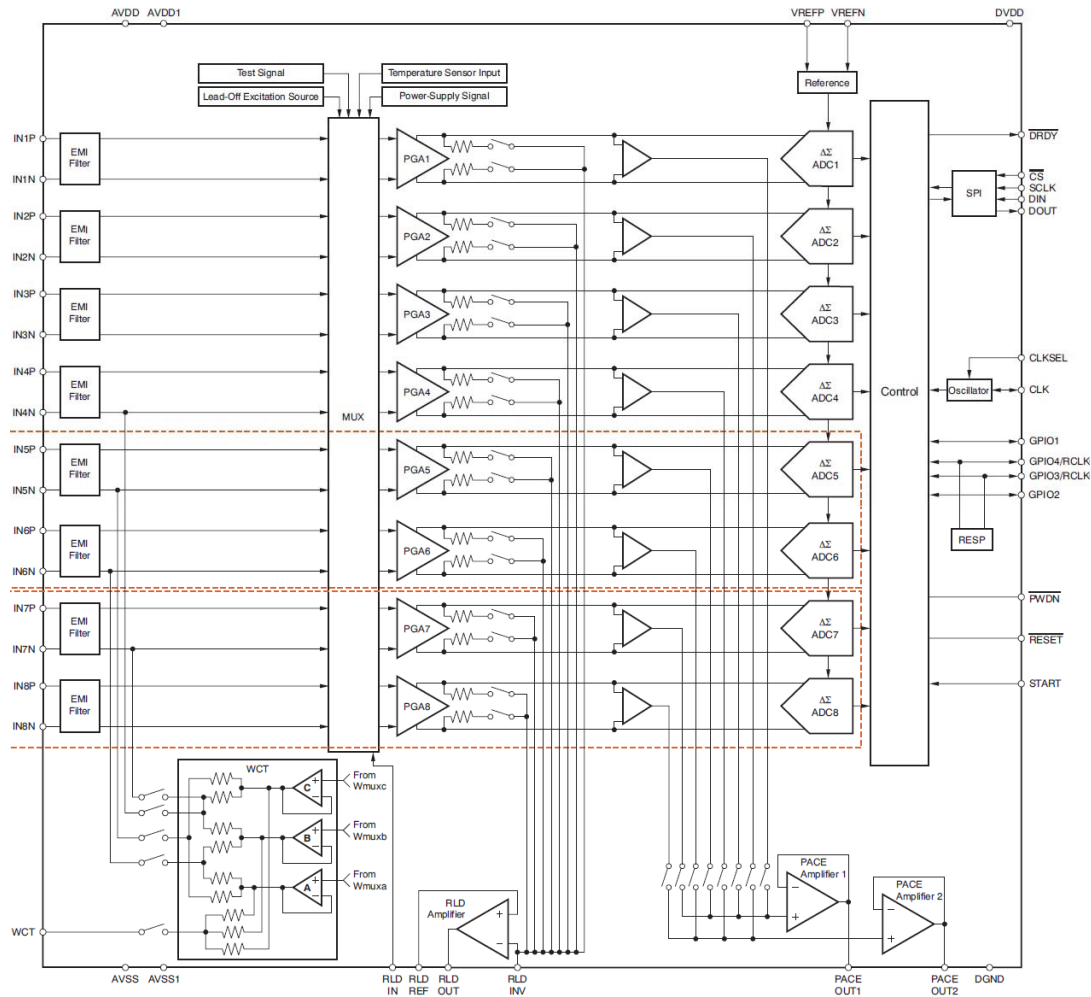 AVDD AVDD1 VREFP VREFN DVDD
Test Signal
Temperature Sensor Input
Lead-Off Excitation Source
Power-Supply Signal
Reference
IN1P
EMI
Filter
IN1N
PGA1
ΔΣ
ADC1
DRDY
CS
SCLK
DIN
DOUT
SPI
IN2P
EMI
Filter
IN2N
PGA2
ΔΣ
ADC2
IN3P
EMI
Filter
IN3N
PGA3
ΔΣ
ADC3
IN4P
EMI
Filter
IN4N
MUX
PGA4
ΔΣ
ADC4
Control
CLKSEL
Oscillator
CLK
IN5P
EMI
Filter
IN5N
PGA5
ΔΣ
ADC5
GPIO1
GPIO4/RCLK
GPIO3/RCLK
GPIO2
RESP
IN6P
EMI
Filter
IN6N
PGA6
ΔΣ
ADC6
IN7P
EMI
Filter
IN7N
PGA7
ΔΣ
ADC7
PWDN
RESET
IN8P
EMI
Filter
IN8N
PGA8
ΔΣ
ADC8
START
WCT
C
+
−
From
Wmuxc
B
+
−
From
Wmuxb
A
+
−
From
Wmuxa
WCT
RLD
Amplifier
+
−
PACE
Amplifier 1
−
+
PACE
Amplifier 2
−
+
AVSS AVSS1
RLD
IN
RLD
REF
RLD
OUT
RLD
INV
PACE
OUT1
PACE
OUT2
DGND